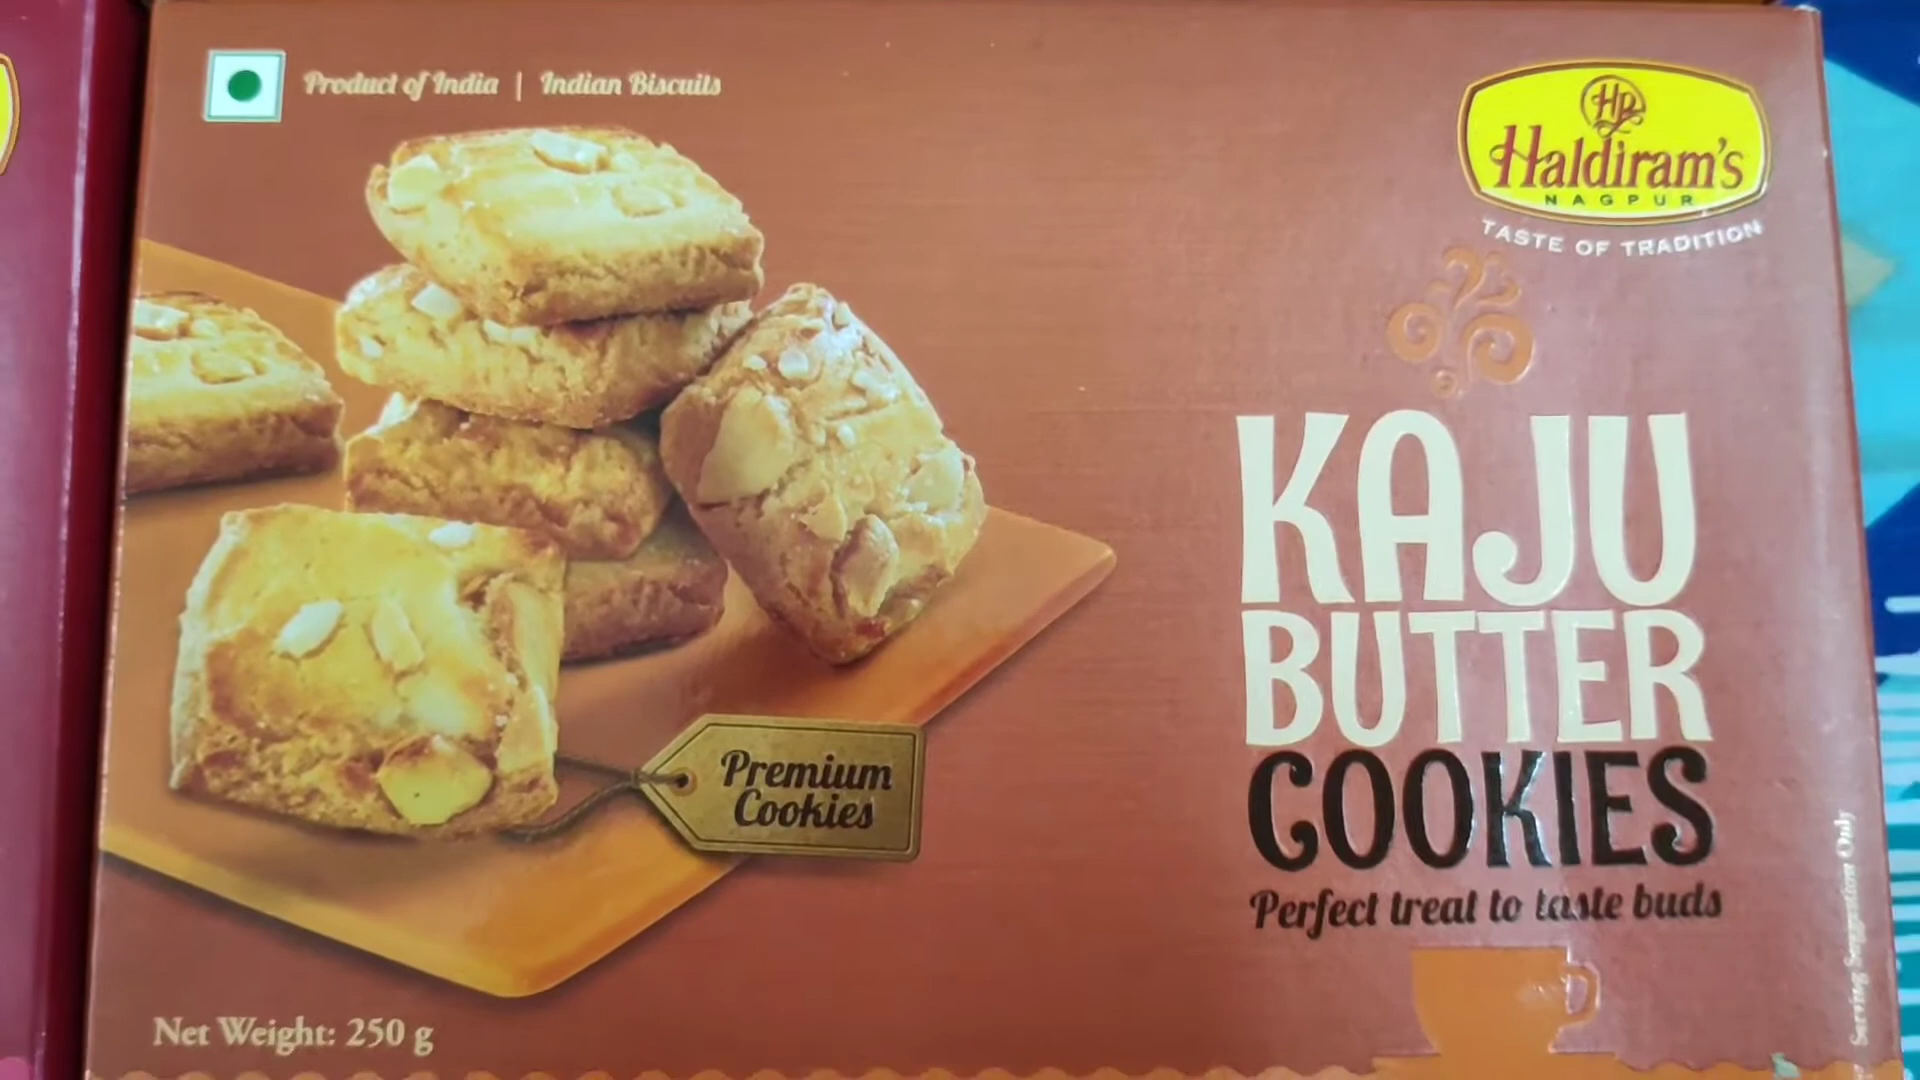 Product of India | Indian Biscuits
HR
Haldiram's
NAGPUR
TASTE OF TRADITION
KAJU
BUTTER
COOKIES
Perfect treat to taste buds
Premium
Cookies
Net Weight: 250 g
Serving Suggestion Only